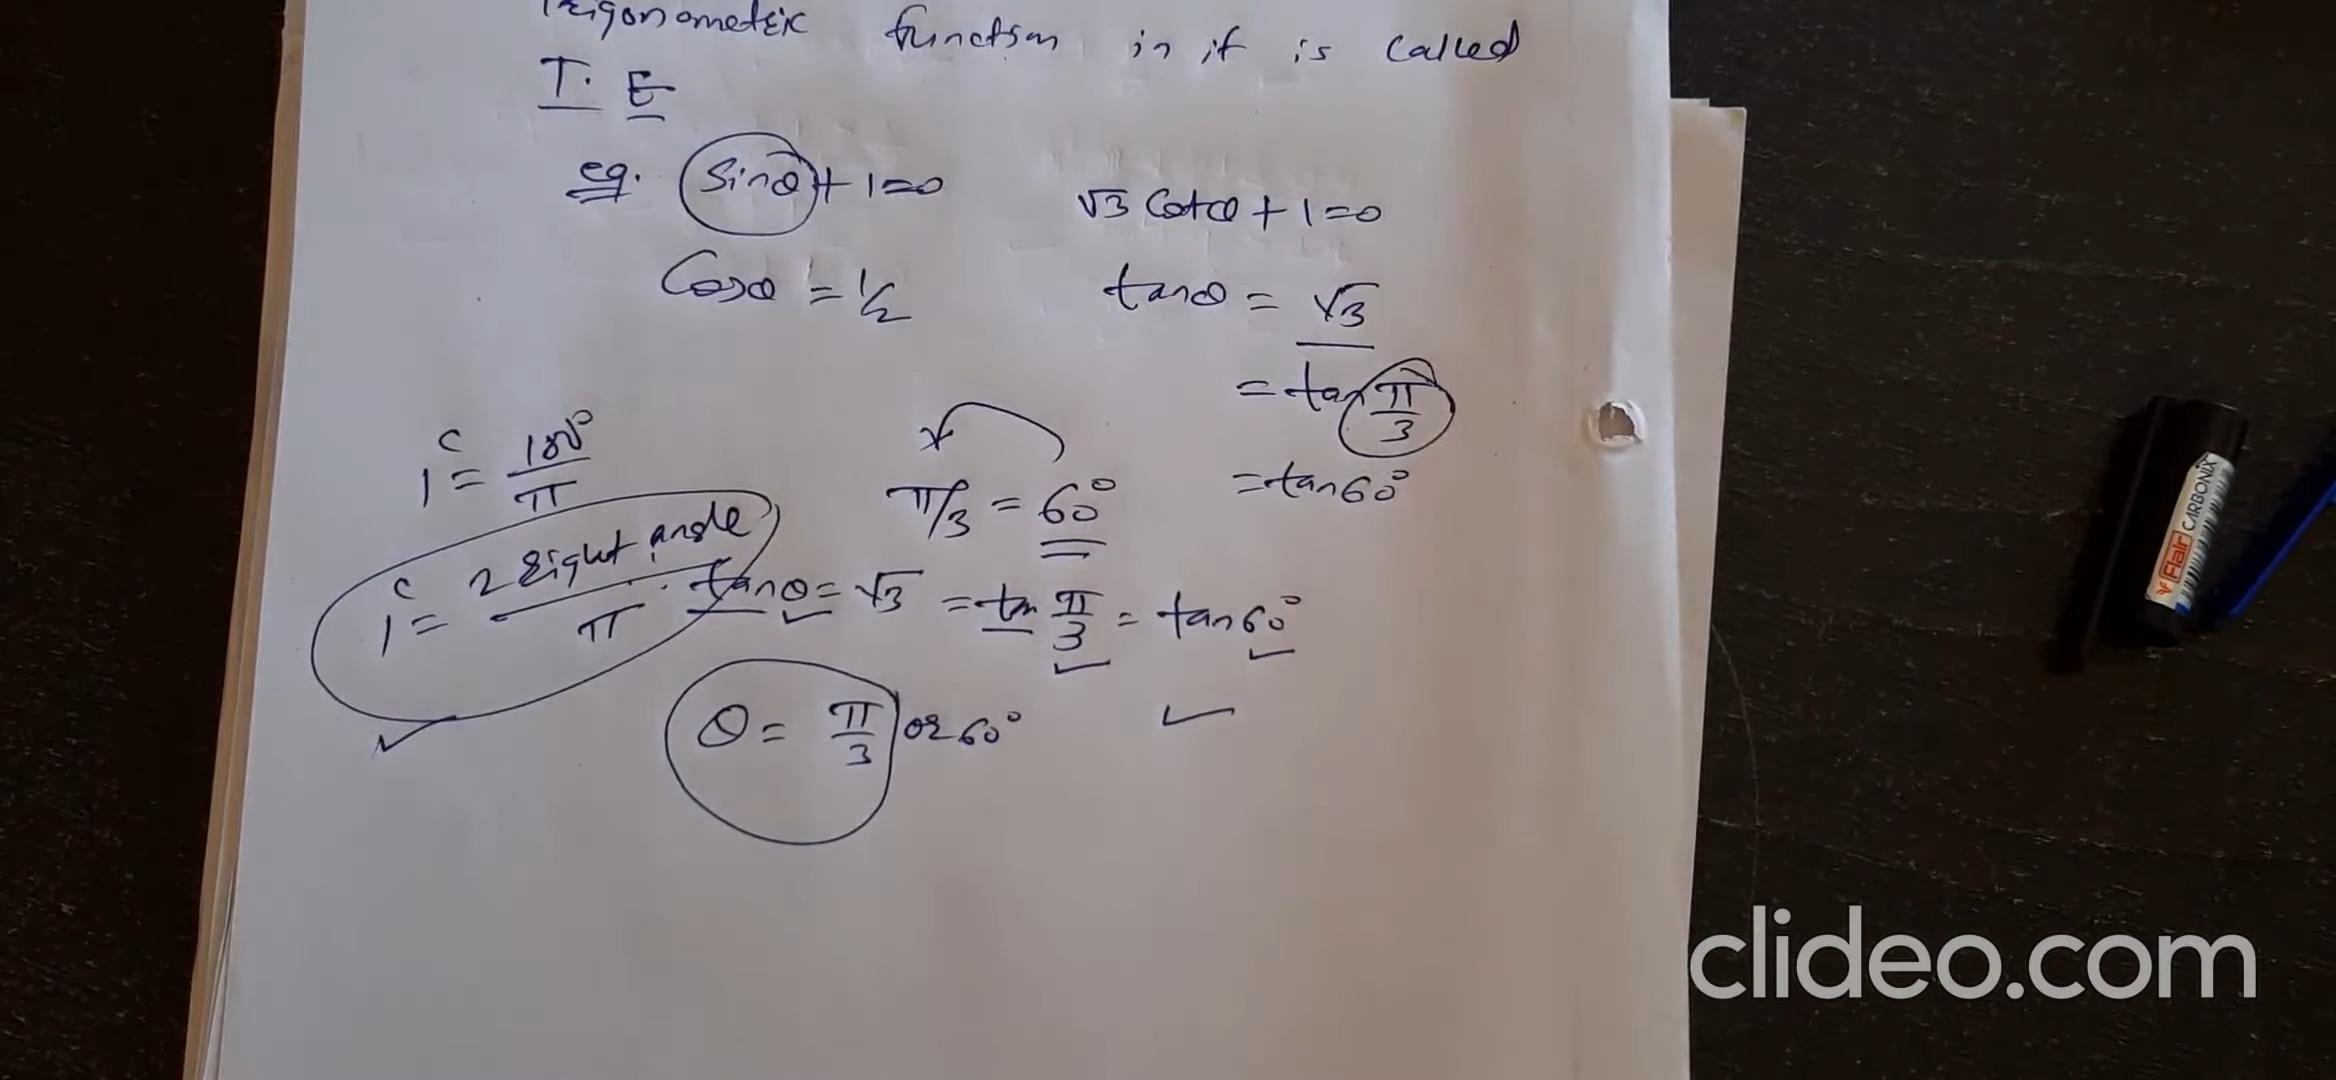 Trigonometric function in it is called
T. E
eg. sinθ + 1 = 0
√3 cotθ + 1 = 0
Cosθ = 1/2
tanθ = √3
= tan π/3
= tan 60°
1ᶜ = 180°/π
π/3 = 60°
1ᶜ = 2 right angle/π
tanθ = √3 = tan π/3 = tan 60°
θ = π/3 or 60°
Flair CARBONIX
clideo.com